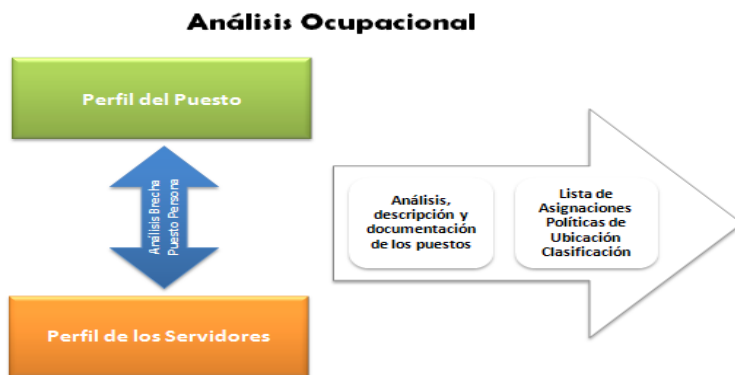 Análisis Ocupacional
Perfil del Puesto
Análisis Brecha
Puesto Persona
Perfil de los Servidores
Análisis,
descripción y
documentación
de los puestos
Lista de
Asignaciones
Políticas de
Ubicación
Clasificación